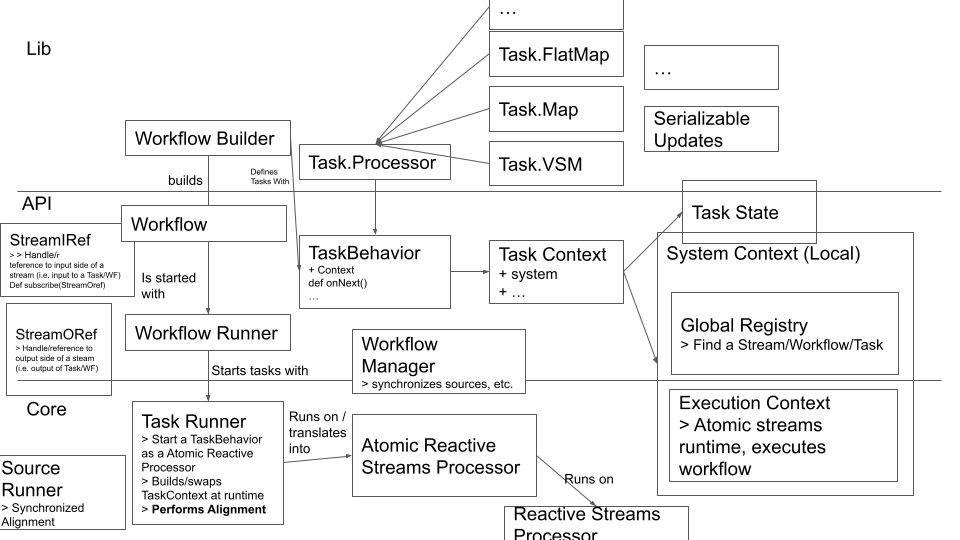 Lib
…
Task.FlatMap
Task.Map
Task.VSM
…
Serializable
Updates
Workflow Builder
Task.Processor
builds
Defines
Tasks With
API
Workflow
StreamIRef
> > Handle/r
reference to input side of a
stream (i.e. input to a Task/WF)
Def subscribe(StreamOref)
Is started
with
TaskBehavior
+ Context
def onNext()
…
Task Context
+ system
+ …
Task State
System Context (Local)
Global Registry
> Find a Stream/Workflow/Task
StreamORef
> Handle/reference to
output side of a steam
(i.e. output of Task/WF)
Workflow Runner
Starts tasks with
Workflow
Manager
> synchronizes sources, etc.
Core
Task Runner
> Start a TaskBehavior
as a Atomic Reactive
Processor
> Builds/swaps
TaskContext at runtime
> Performs Alignment
Runs on /
translates
into
Atomic Reactive
Streams Processor
Execution Context
> Atomic streams
runtime, executes
workflow
Source
Runner
> Synchronized
Alignment
Runs on
Reactive Streams
Processor